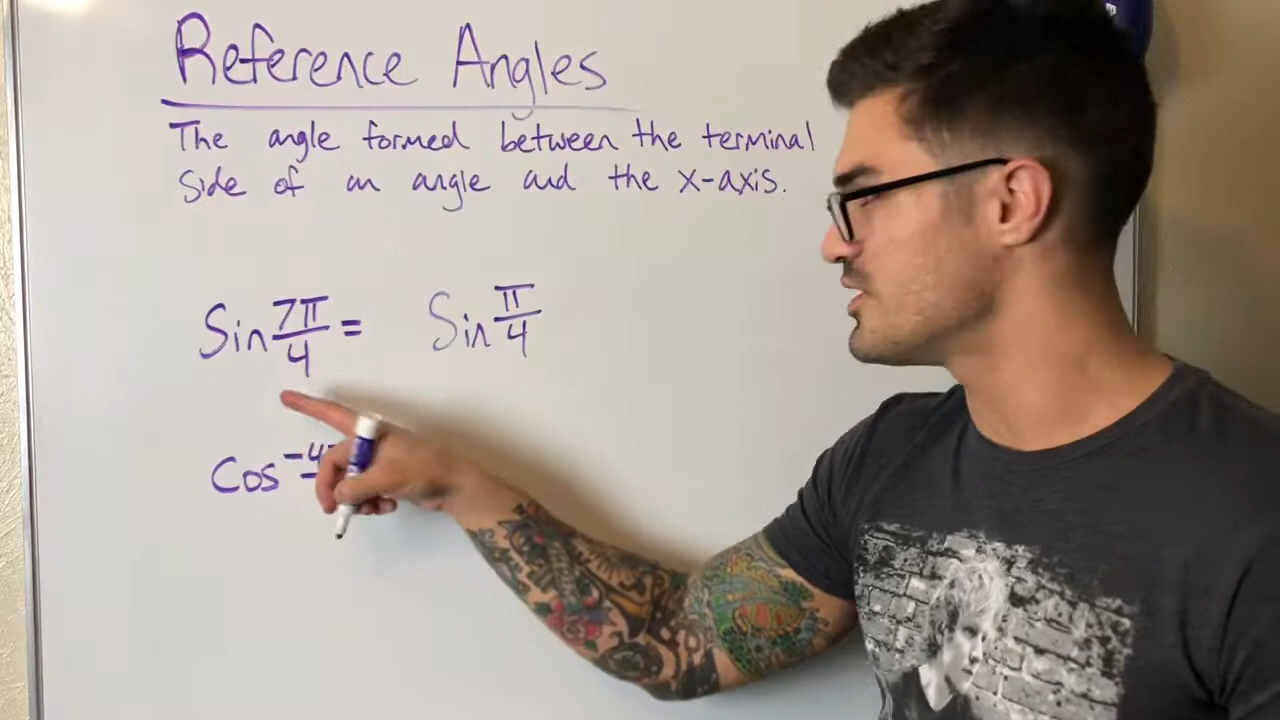 Reference Angles
The angle formed between the terminal
side of an angle and the x-axis.
Sin 7π/4 = Sin π/4
Cos -4